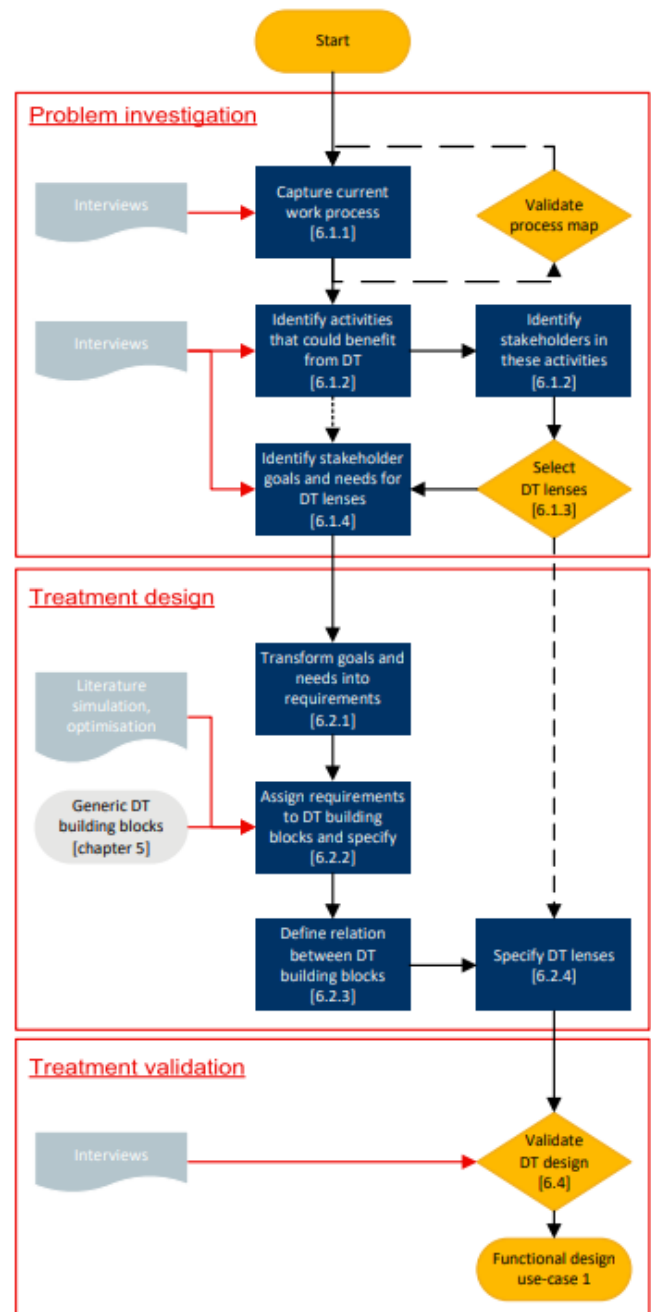 Start
Problem investigation
Interviews
Capture current
work process
[6.1.1]
Validate
process map
Interviews
Identify activities
that could benefit
from DT
[6.1.2]
Identify
stakeholders in
these activities
[6.1.2]
Identify stakeholder
goals and needs for
DT lenses
[6.1.4]
Select
DT lenses
[6.1.3]
Treatment design
Transform goals and
needs into
requirements
[6.2.1]
Literature
simulation,
optimisation
Generic DT
building blocks
[chapter 5]
Assign requirements
to DT building
blocks and specify
[6.2.2]
Define relation
between DT
building blocks
[6.2.3]
Specify DT lenses
[6.2.4]
Treatment validation
Interviews
Validate
DT design
[6.4]
Functional design
use-case 1